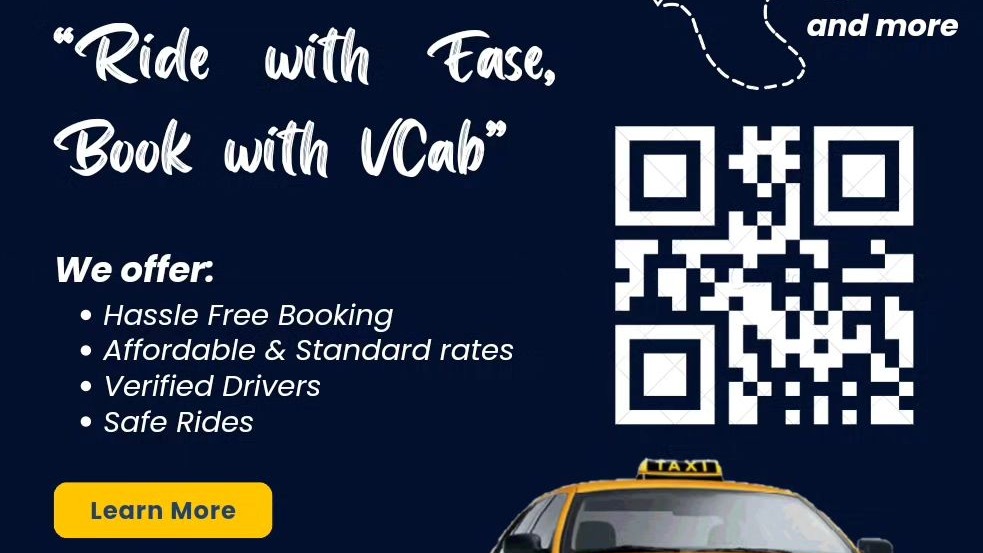 and more
“Ride with Ease,
Book with VCab”
We offer:
• Hassle Free Booking
• Affordable & Standard rates
• Verified Drivers
• Safe Rides
Learn More
TAXI